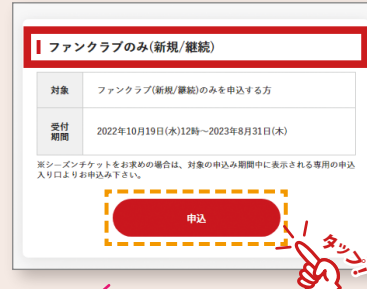 ファンクラブのみ(新規/継続)
対象
ファンクラブ(新規/継続)のみを申込する方
受付
期間
2022年10月19日(水)12時～2023年8月31日(木)
※シーズンチケットをお求めの場合は、対象の申込み期間中に表示される専用の申込
入り口よりお申込み下さい。
申込
タップ!